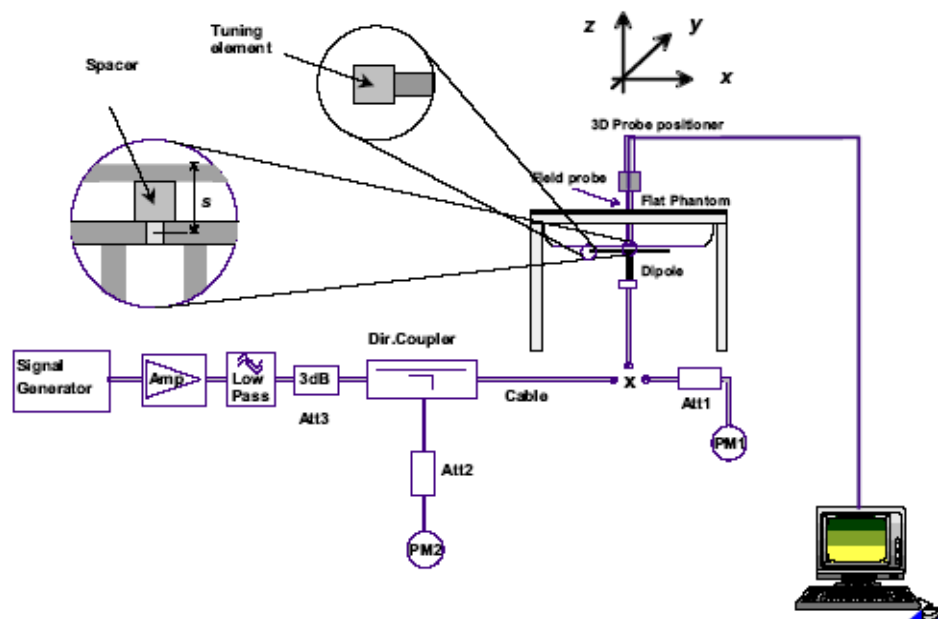 Tuning
element
Spacer
z
y
x
3D Probe positioner
s
Field probe
Flat Phantom
Dipole
Dir.Coupler
Signal
Generator
Amp
Low
Pass
3dB
Att3
Cable
x
Att1
PM1
Att2
PM2